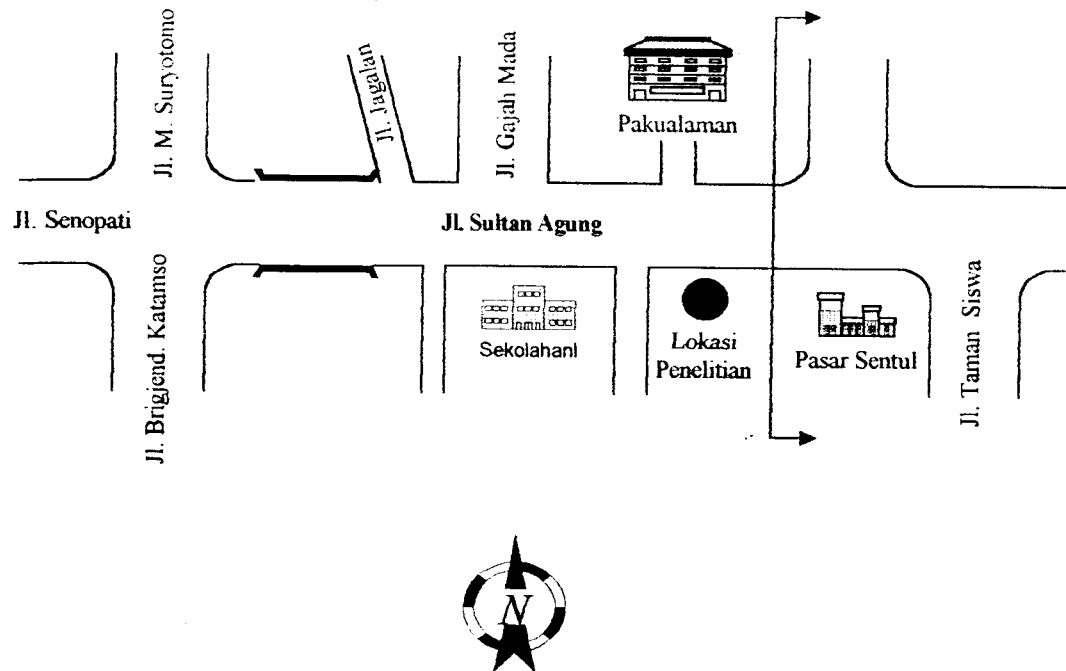 Jl. M. Suryotomo
Jl. Jagalan
Jl. Gajah Mada
Pakualaman
Jl. Senopati
Jl. Sultan Agung
Jl. Brigjend. Katamso
Sekolahanl
Lokasi
Penelitian
Pasar Sentul
Jl. Taman Siswa
N